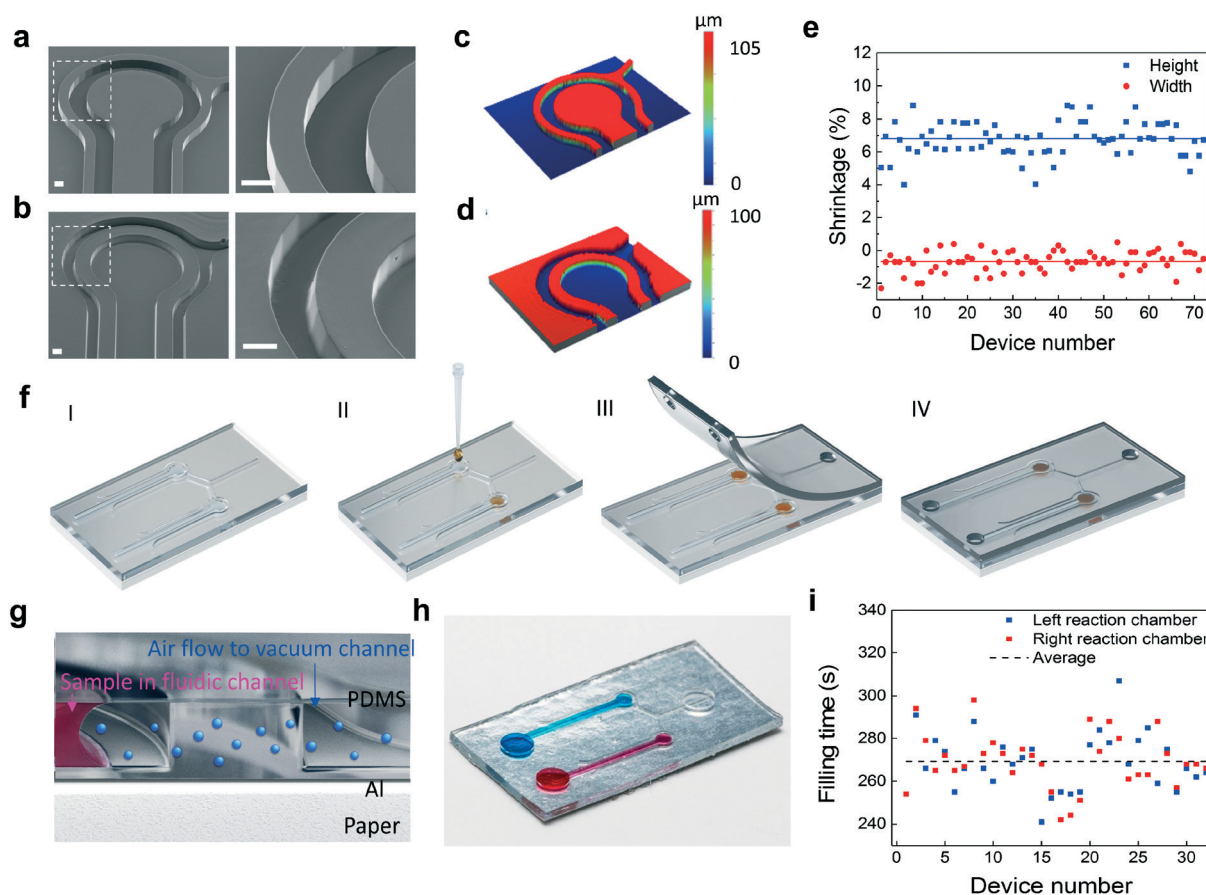 a
b
c
µm
105
0
d
µm
100
0
e
Height
Width
Shrinkage (%)
12
10
8
6
4
2
0
-2
0
10
20
30
40
50
60
70
Device number
f
I
II
III
IV
g
Air flow to vacuum channel
Sample in fluidic channel
PDMS
Al
Paper
h
i
Left reaction chamber
Right reaction chamber
Average
Filling time (s)
340
320
300
280
260
240
0
5
10
15
20
25
30
Device number